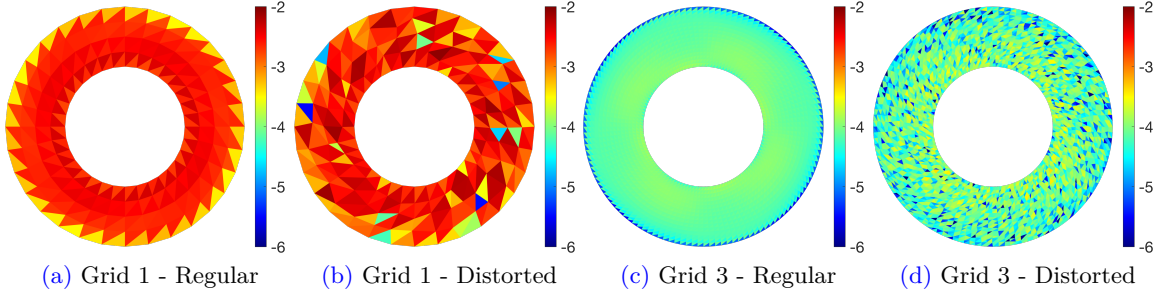 -2 -2 -2 -2
-3 -3 -3 -3
-4 -4 -4 -4
-5 -5 -5 -5
-6 -6 -6 -6
(a) Grid 1 - Regular (b) Grid 1 - Distorted (c) Grid 3 - Regular (d) Grid 3 - Distorted